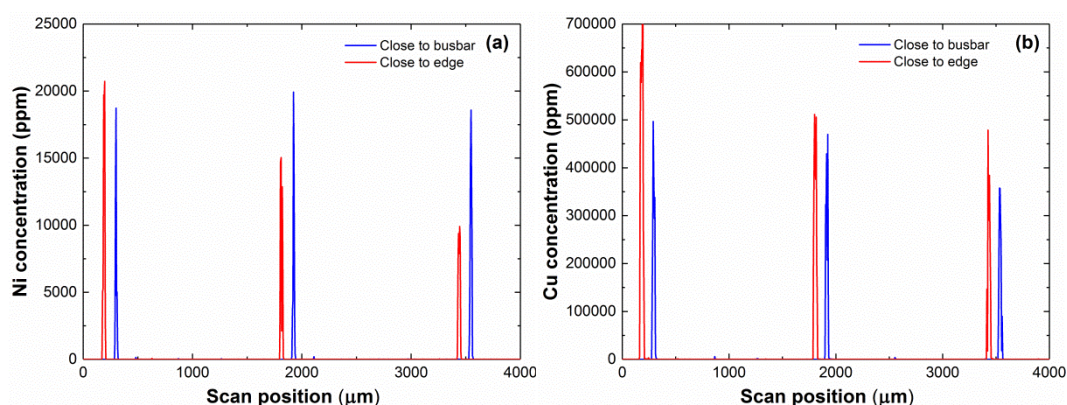 (a)
Close to busbar
Close to edge
Ni concentration (ppm)
25000
20000
15000
10000
5000
0
0 1000 2000 3000 4000
Scan position (μm)
(b)
Close to busbar
Close to edge
Cu concentration (ppm)
700000
600000
500000
400000
300000
200000
100000
0
0 1000 2000 3000 4000
Scan position (μm)